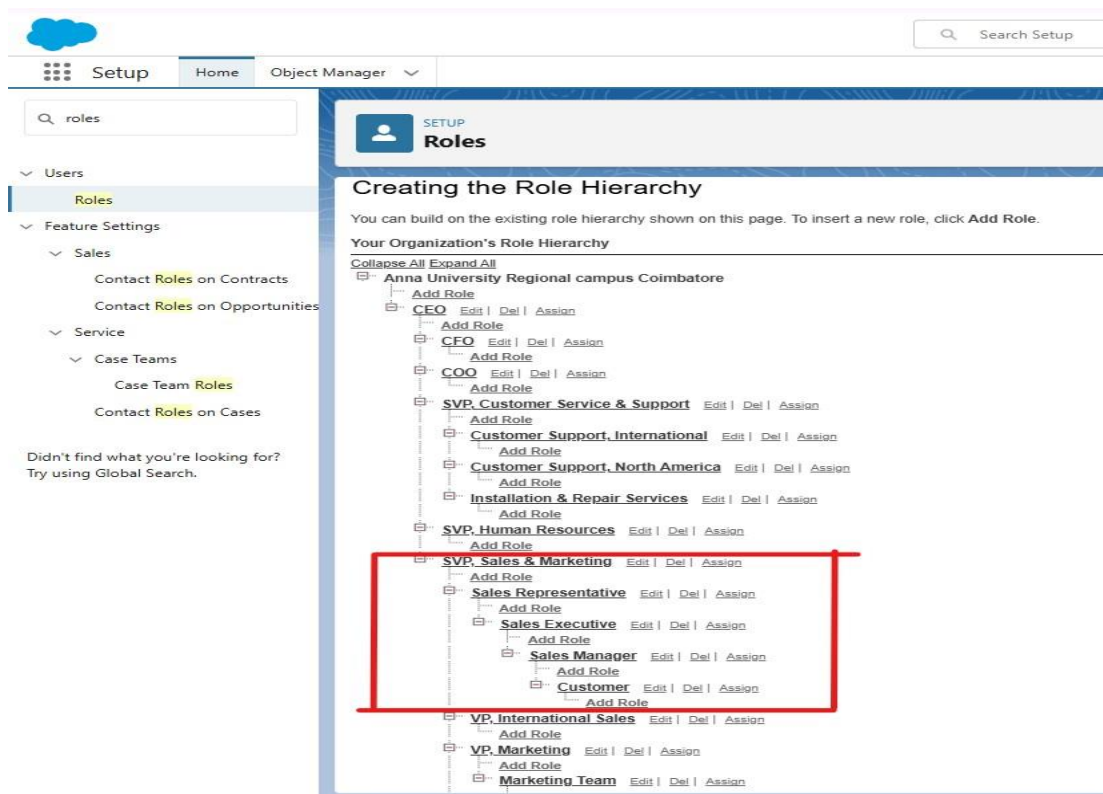 Search Setup
Setup Home Object Manager
roles
Users
Roles
Feature Settings
Sales
Contact Roles on Contracts
Contact Roles on Opportunities
Service
Case Teams
Case Team Roles
Contact Roles on Cases
Didn't find what you're looking for?
Try using Global Search.
SETUP
Roles
Creating the Role Hierarchy
You can build on the existing role hierarchy shown on this page. To insert a new role, click Add Role.
Your Organization's Role Hierarchy
Collapse All Expand All
Anna University Regional campus Coimbatore
Add Role
CEO Edit | Del | Assign
Add Role
CFO Edit | Del | Assign
Add Role
COO Edit | Del | Assign
Add Role
SVP, Customer Service & Support Edit | Del | Assign
Add Role
Customer Support, International Edit | Del | Assign
Add Role
Customer Support, North America Edit | Del | Assign
Add Role
Installation & Repair Services Edit | Del | Assign
Add Role
SVP, Human Resources Edit | Del | Assign
Add Role
SVP, Sales & Marketing Edit | Del | Assign
Add Role
Sales Representative Edit | Del | Assign
Add Role
Sales Executive Edit | Del | Assign
Add Role
Sales Manager Edit | Del | Assign
Add Role
Customer Edit | Del | Assign
Add Role
VP, International Sales Edit | Del | Assign
Add Role
VP, Marketing Edit | Del | Assign
Add Role
Marketing Team Edit | Del | Assign